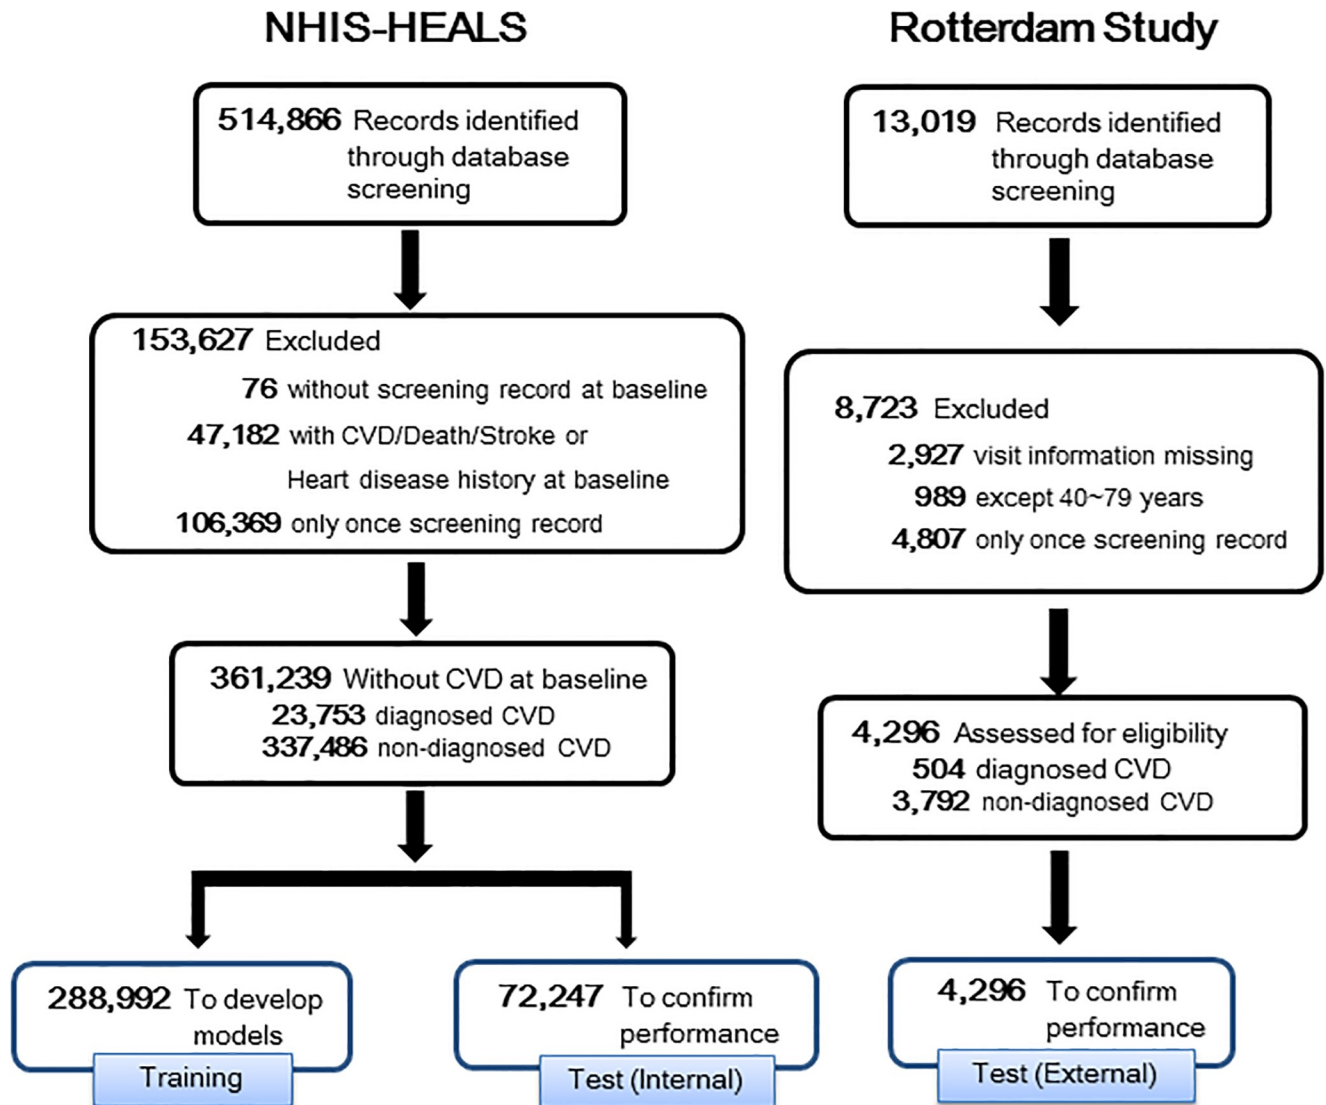 NHIS-HEALS
514,866 Records identified
through database
screening
153,627 Excluded
76 without screening record at baseline
47,182 with CVD/Death/Stroke or
Heart disease history at baseline
106,369 only once screening record
361,239 Without CVD at baseline
23,753 diagnosed CVD
337,486 non-diagnosed CVD
288,992 To develop
models
Training
72,247 To confirm
performance
Test (Internal)
Rotterdam Study
13,019 Records identified
through database
screening
8,723 Excluded
2,927 visit information missing
989 except 40~79 years
4,807 only once screening record
4,296 Assessed for eligibility
504 diagnosed CVD
3,792 non-diagnosed CVD
4,296 To confirm
performance
Test (External)